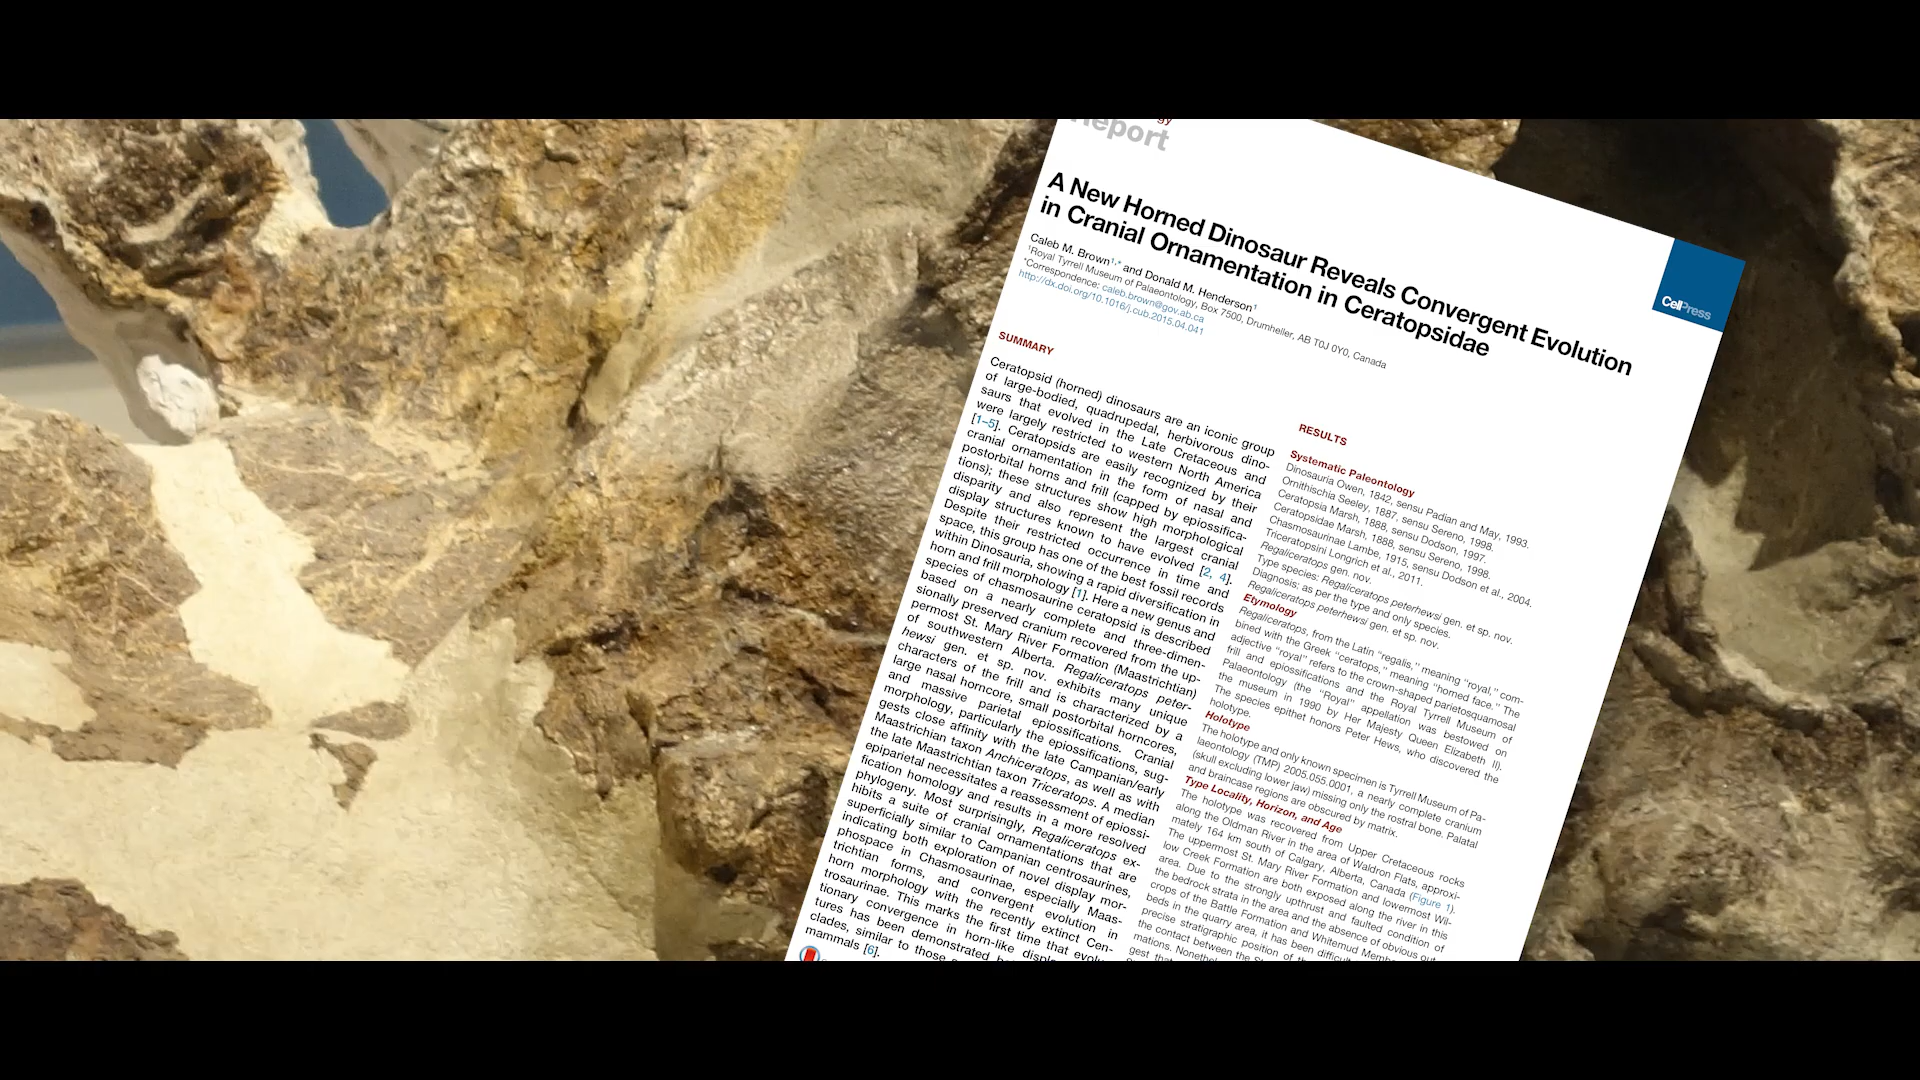 Report
A New Horned Dinosaur Reveals Convergent Evolution
in Cranial Ornamentation in Ceratopsidae
Caleb M. Brown1,* and Donald M. Henderson1
1Royal Tyrrell Museum of Palaeontology, Box 7500, Drumheller, AB T0J 0Y0, Canada
*Correspondence: caleb.brown@gov.ab.ca
http://dx.doi.org/10.1016/j.cub.2015.04.041
CellPress
SUMMARY
Ceratopsid (horned) dinosaurs are an iconic group
of large-bodied, quadrupedal, herbivorous dino-
saurs that evolved in the Late Cretaceous and
were largely restricted to western North America
[1–5]. Ceratopsids are easily recognized by their
cranial ornamentation in the form of nasal and
postorbital horns and frill (capped by epiossifica-
tions); these structures show high morphological
disparity and also represent the largest cranial
display structures known to have evolved [2, 4].
Despite their restricted occurrence in time and
space, this group has one of the best fossil records
within Dinosauria, showing a rapid diversification in
horn and frill morphology [1]. Here a new genus and
species of chasmosaurine ceratopsid is described
based on a nearly complete and three-dimen-
sionally preserved cranium recovered from the up-
permost St. Mary River Formation (Maastrichtian)
of southwestern Alberta. Regaliceratops peter-
hewsi gen. et sp. nov. exhibits many unique
characters of the frill and is characterized by a
large nasal horncore, small postorbital horncores,
and massive parietal epiossifications. Cranial
morphology, particularly the epiossifications, sug-
gests close affinity with the late Campanian/early
Maastrichtian taxon Anchiceratops, as well as with
the late Maastrichtian taxon Triceratops. A median
epiparietal necessitates a reassessment of epiossi-
fication homology and results in a more resolved
phylogeny. Most surprisingly, Regaliceratops ex-
hibits a suite of cranial ornamentations that are
superficially similar to Campanian centrosaurines,
indicating both exploration of novel display mor-
phospace in Chasmosaurinae, especially Maas-
trichtian forms, and convergent evolution in
horn morphology with the recently extinct Cen-
trosaurinae. This marks the first time that evolu-
tionary convergence in horn-like display
tures has been demonstrated
clades, similar to those
mammals [6].
RESULTS
Systematic Paleontology
Dinosauria Owen, 1842, sensu Padian and May, 1993.
Ornithischia Seeley, 1887, sensu Sereno, 1998.
Ceratopsia Marsh, 1888, sensu Dodson, 1997.
Ceratopsidae Marsh, 1888, sensu Sereno, 1998.
Chasmosaurinae Lambe, 1915, sensu Dodson et al., 2004.
Triceratopsini Longrich et al., 2011.
Regaliceratops gen. nov.
Type species: Regaliceratops peterhewsi gen. et sp. nov.
Diagnosis: as per the type and only species.
Regaliceratops peterhewsi gen. et sp. nov.
Etymology
Regaliceratops, from the Latin “regalis,” meaning “royal,” com-
bined with the Greek “ceratops,” meaning “horned face.” The
adjective “royal” refers to the crown-shaped parietosquamosal
frill and epiossifications and the Royal Tyrrell Museum of
Palaeontology (the “Royal” appellation was bestowed on
the museum in 1990 by Her Majesty Queen Elizabeth II).
The species epithet honors Peter Hews, who discovered the
holotype.
Holotype
The holotype and only known specimen is Tyrrell Museum of Pa-
laeontology (TMP) 2005.055.0001, a nearly complete cranium
(skull excluding lower jaw) missing only the rostral bone. Palatal
and braincase regions are obscured by matrix.
Type Locality, Horizon, and Age
The holotype was recovered from Upper Cretaceous rocks
along the Oldman River in the area of Waldron Flats, approxi-
mately 164 km south of Calgary, Alberta, Canada (Figure 1).
The uppermost St. Mary River Formation and lowermost Wil-
low Creek Formation are both exposed along the river in this
area. Due to the strongly upthrust and faulted condition of
the bedrock strata in the area and the absence of obvious out-
crops of the Battle Formation and Whitemud
beds in the quarry area, it has been difficult
precise stratigraphic position of
the contact between the
mations.
gest that